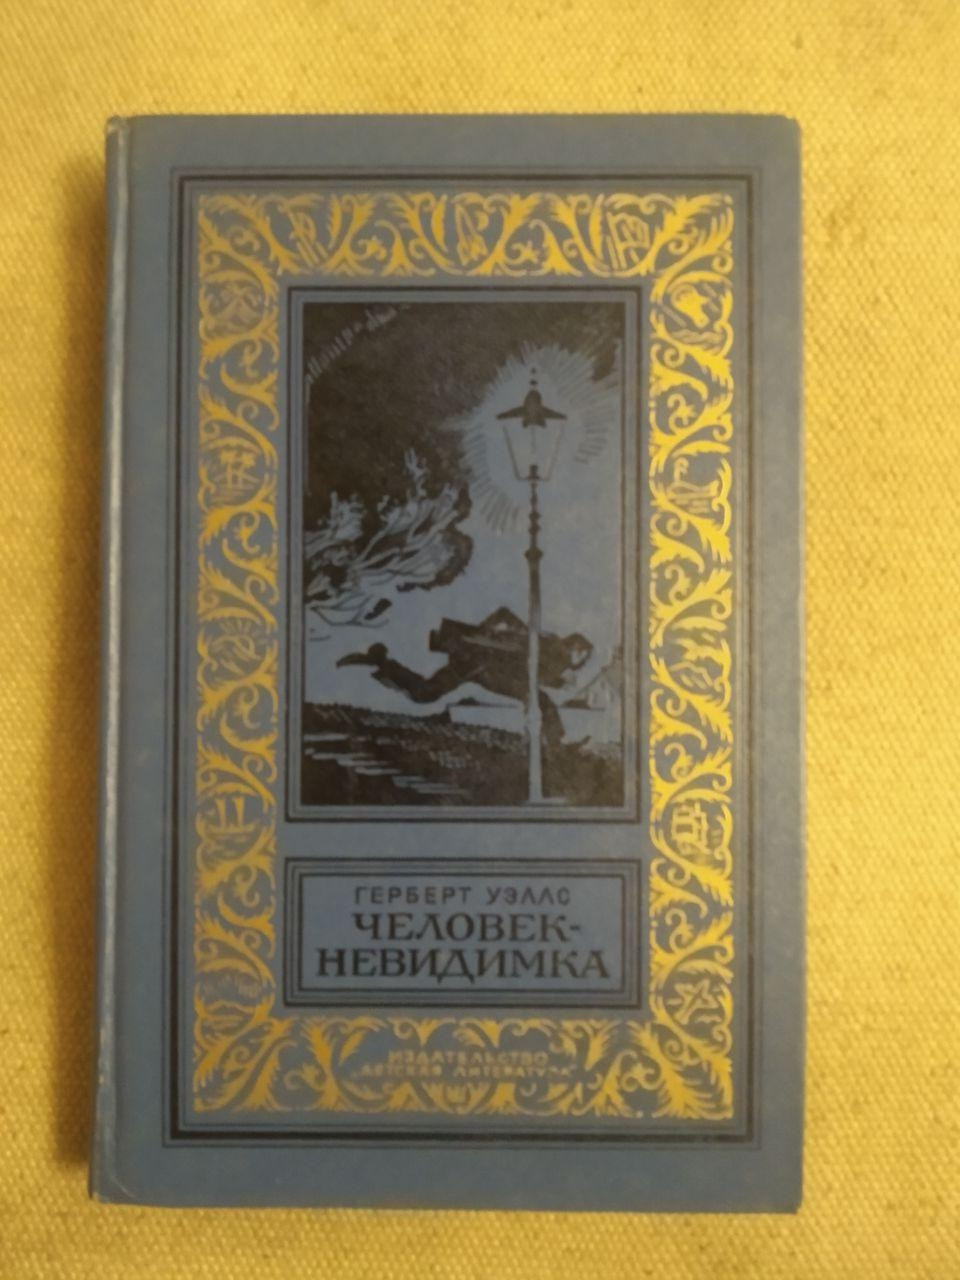 ГЕРБЕРТ УЭЛЛС
ЧЕЛОВЕК-
НЕВИДИМКА
ИЗДАТЕЛЬСТВО
ДЕТСКАЯ ЛИТЕРАТУРА